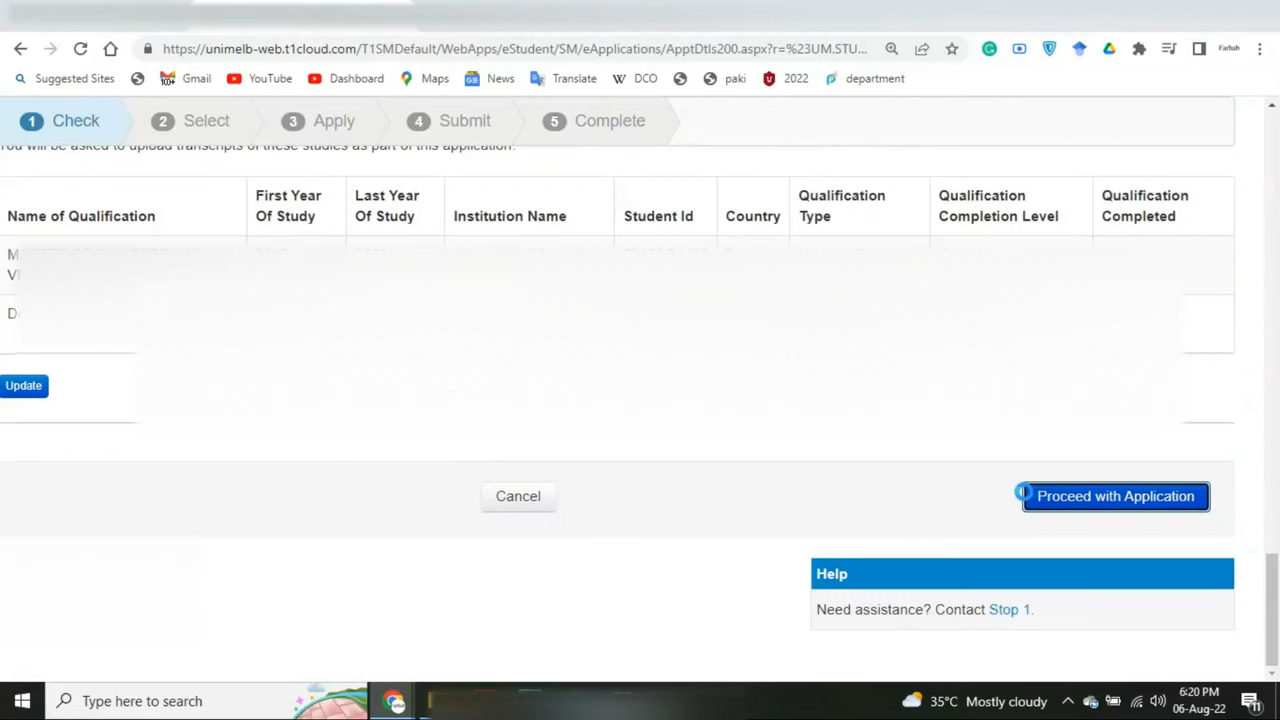 https://unimelb-web.t1cloud.com/T1SMDefault/WebApps/eStudent/SM/eApplications/ApptDtls200.aspx?r=%23UM.STU... Farhab
Suggested Sites 100+ Gmail YouTube Dashboard Maps News Translate W DCO paki 2022 department
1 Check 2 Select 3 Apply 4 Submit 5 Complete
You will be asked to upload transcripts of these studies as part of this application.
Name of Qualification First Year Of Study Last Year Of Study Institution Name Student Id Country Qualification Type Qualification Completion Level Qualification Completed
Update
Cancel Proceed with Application
Help
Need assistance? Contact Stop 1.
Type here to search 35°C Mostly cloudy 6:20 PM
06-Aug-22 11